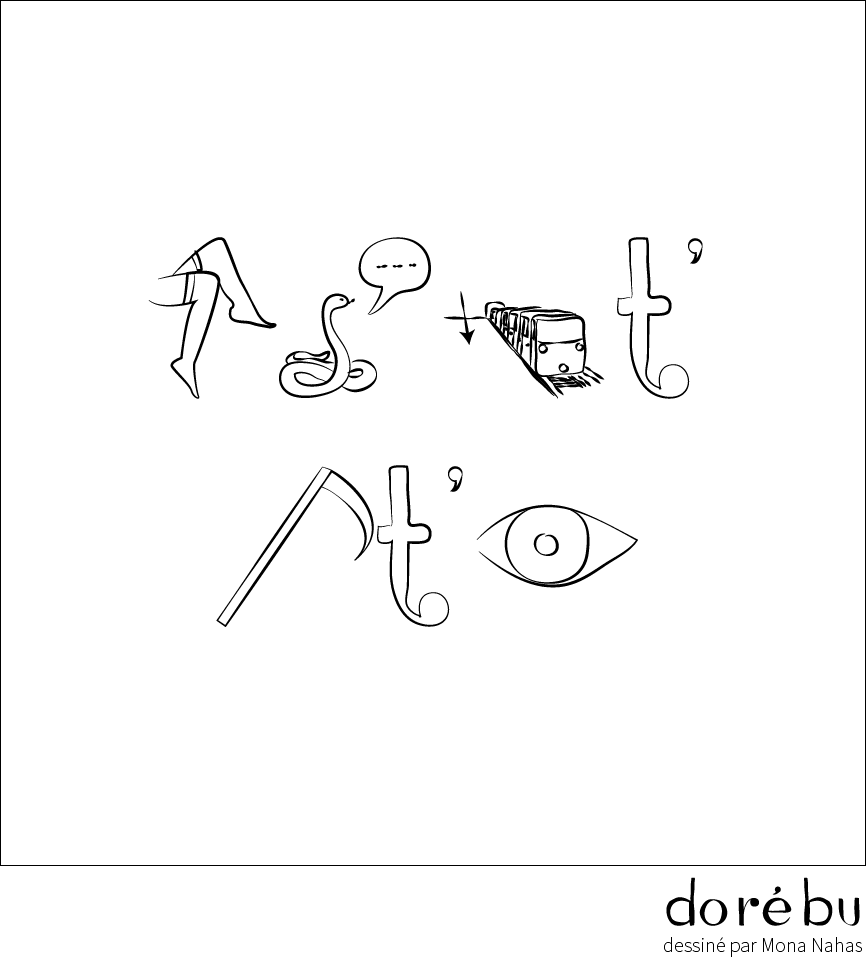 t'
t'
dorébu
dessiné par Mona Nahas